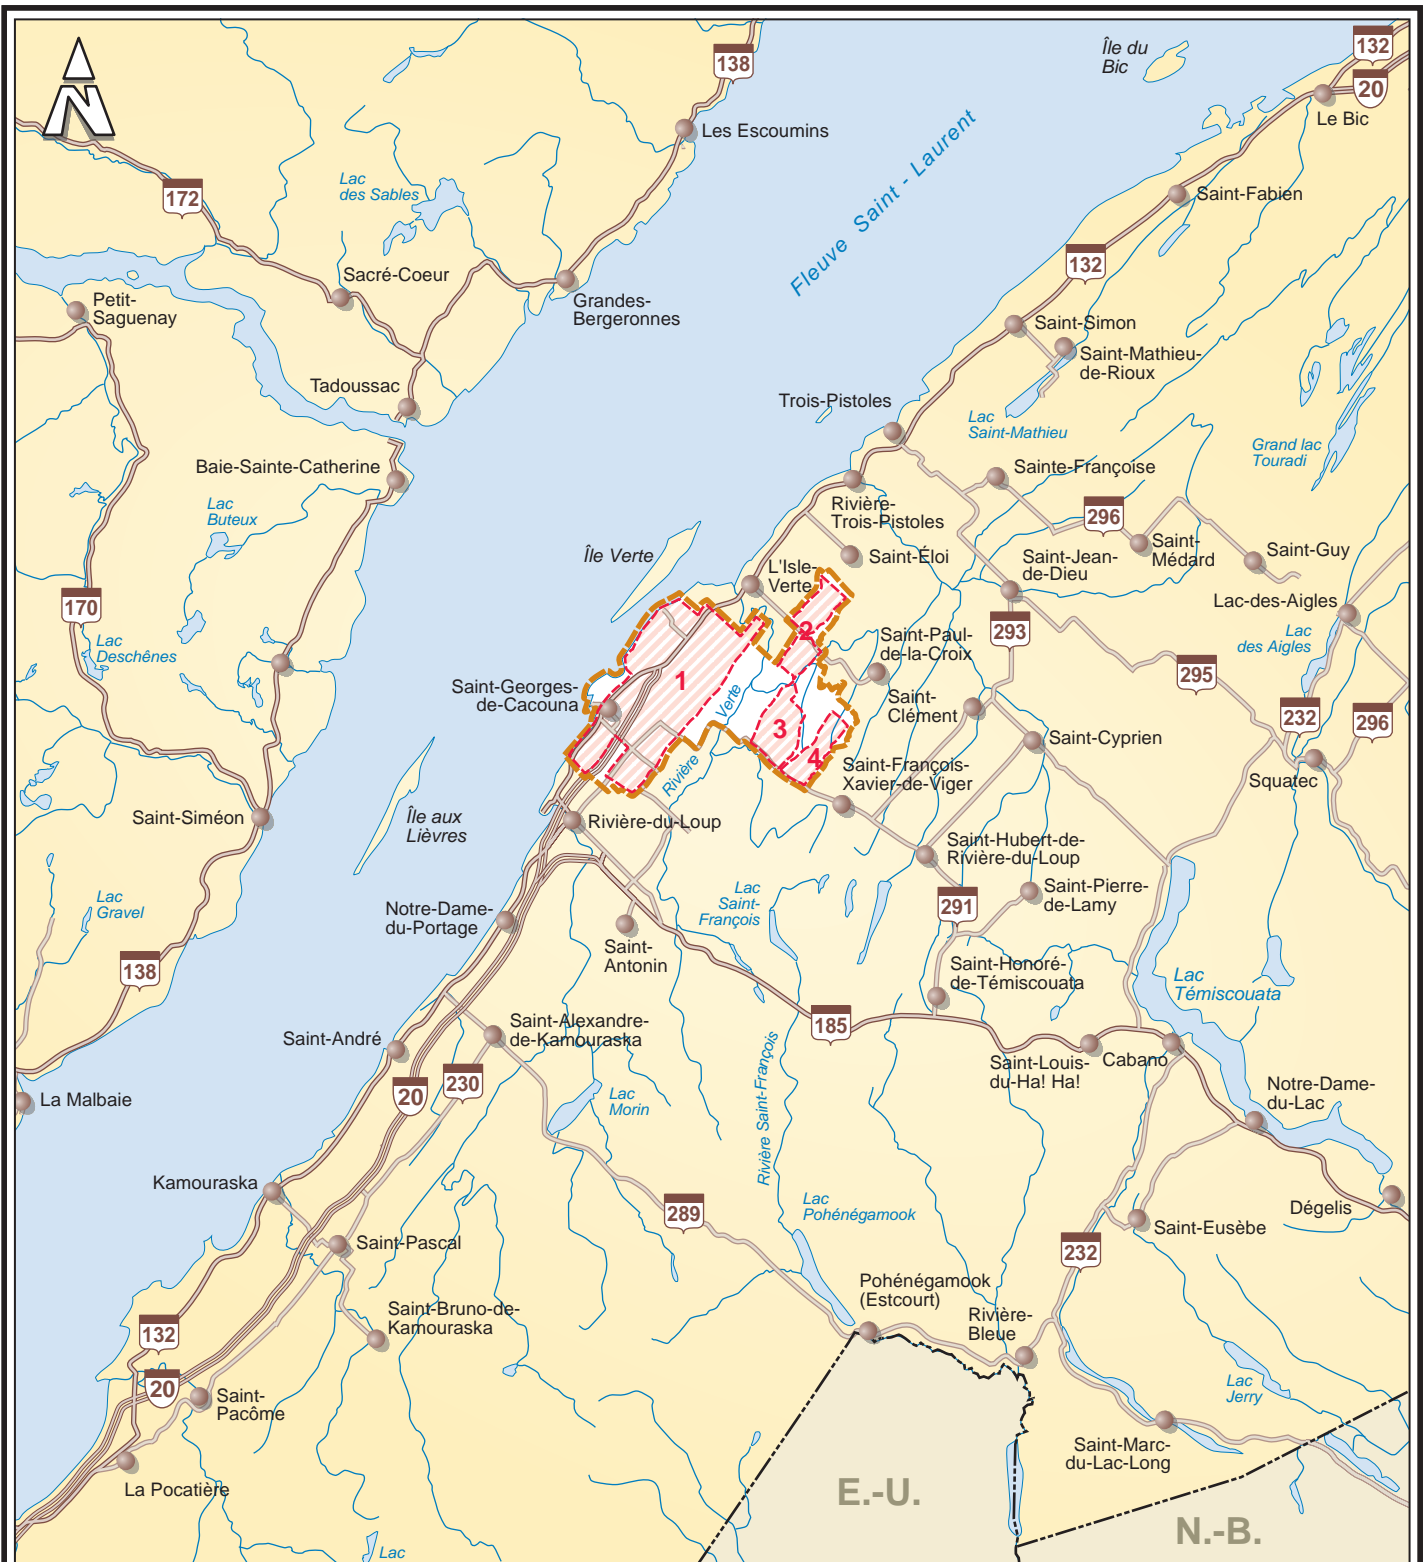 N
138
Île du
Bic
132
20
Le Bic
Les Escoumins
172
Lac
des Sables
Fleuve Saint - Laurent
Saint-Fabien
132
Sacré-Coeur
Petit-
Saguenay
Grandes-
Bergeronnes
Saint-Simon
Saint-Mathieu-
de-Rioux
Tadoussac
Trois-Pistoles
Lac
Saint-Mathieu
Grand lac
Touradi
Baie-Sainte-Catherine
Sainte-Françoise
Lac
Buteux
Rivière-
Trois-Pistoles
296
Île Verte
Saint-Éloi
Saint-
Médard
Saint-Guy
L'Isle-
Verte
Saint-Jean-
de-Dieu
170
Lac-des-Aigles
2
293
Saint-Paul-
de-la-Croix
Lac
des Aigles
Lac
Deschênes
1
295
Saint-Georges-
de-Cacouna
Rivière Verte
Saint-
Clément
232
296
3
Saint-Cyprien
4
Saint-François-
Xavier-de-Viger
Squatec
Saint-Siméon
Île aux
Lièvres
Rivière-du-Loup
Saint-Hubert-de-
Rivière-du-Loup
Lac
Gravel
Notre-Dame-
du-Portage
Lac
Saint-
François
291
Saint-Pierre-
de-Lamy
Saint-
Antonin
138
Saint-Honoré-
de-Témiscouata
Lac
Témiscouata
Saint-André
Saint-Alexandre-
de-Kamouraska
185
Saint-Louis-
du-Ha! Ha!
Cabano
La Malbaie
20
230
Lac
Morin
Rivière Saint-François
Notre-Dame-
du-Lac
Kamouraska
289
Lac
Pohénégamook
Dégelis
Saint-Eusèbe
Saint-Pascal
232
Pohénégamook
(Estcourt)
Saint-Bruno-de-
Kamouraska
Rivière-
Bleue
132
20
Saint-
Pacôme
Lac
Jerry
Saint-Marc-
du-Lac-Long
La Pocatière
E.-U.
N.-B.
Lac